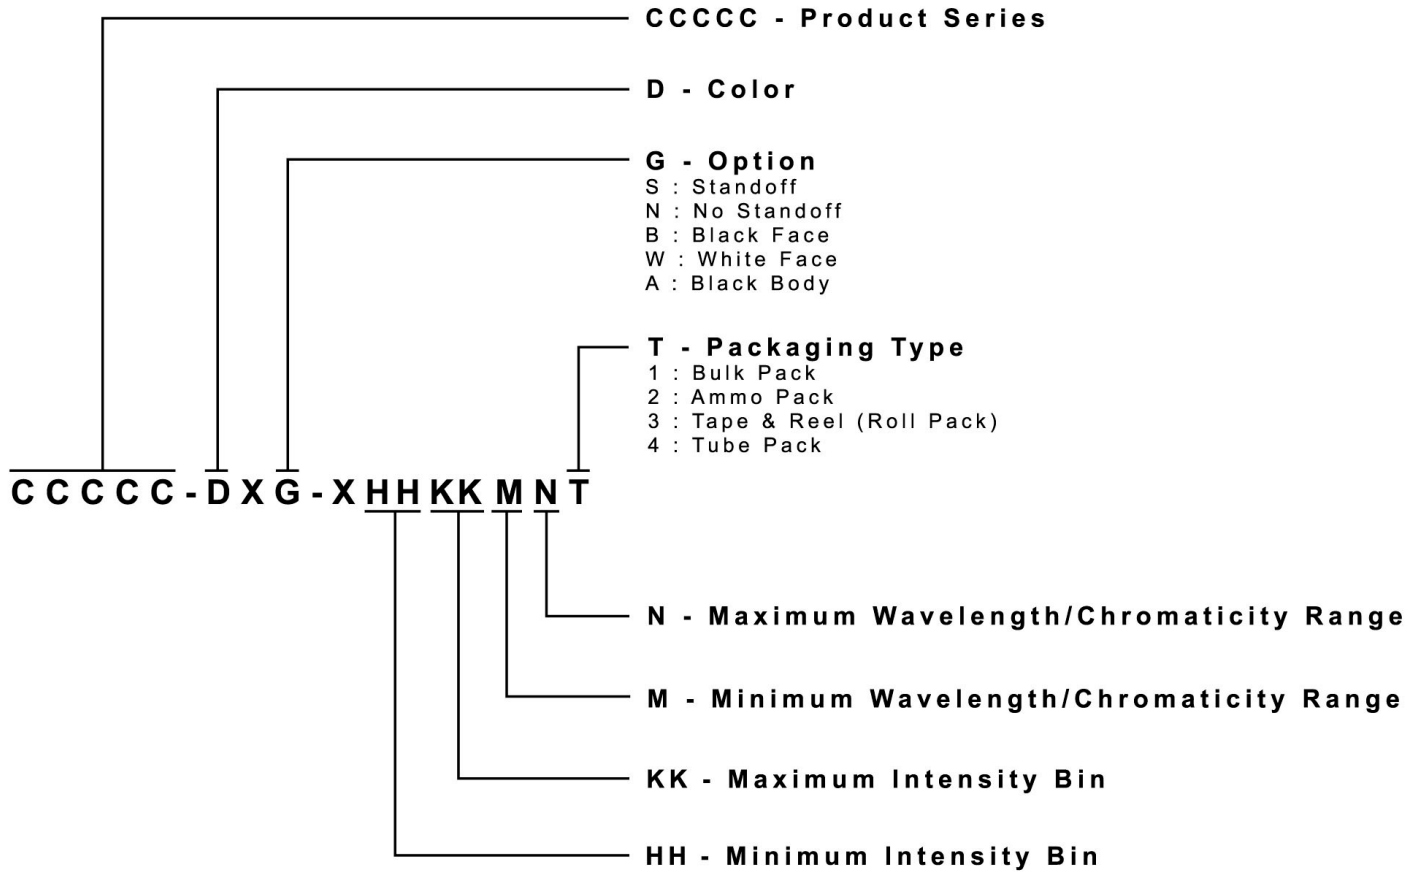 CCCCC - Product Series
D - Color
G - Option
S : Standoff
N : No Standoff
B : Black Face
W : White Face
A : Black Body
T - Packaging Type
1 : Bulk Pack
2 : Ammo Pack
3 : Tape & Reel (Roll Pack)
4 : Tube Pack
CCCCC-DXG-XHHKKMNT
N - Maximum Wavelength/Chromaticity Range
M - Minimum Wavelength/Chromaticity Range
KK - Maximum Intensity Bin
HH - Minimum Intensity Bin